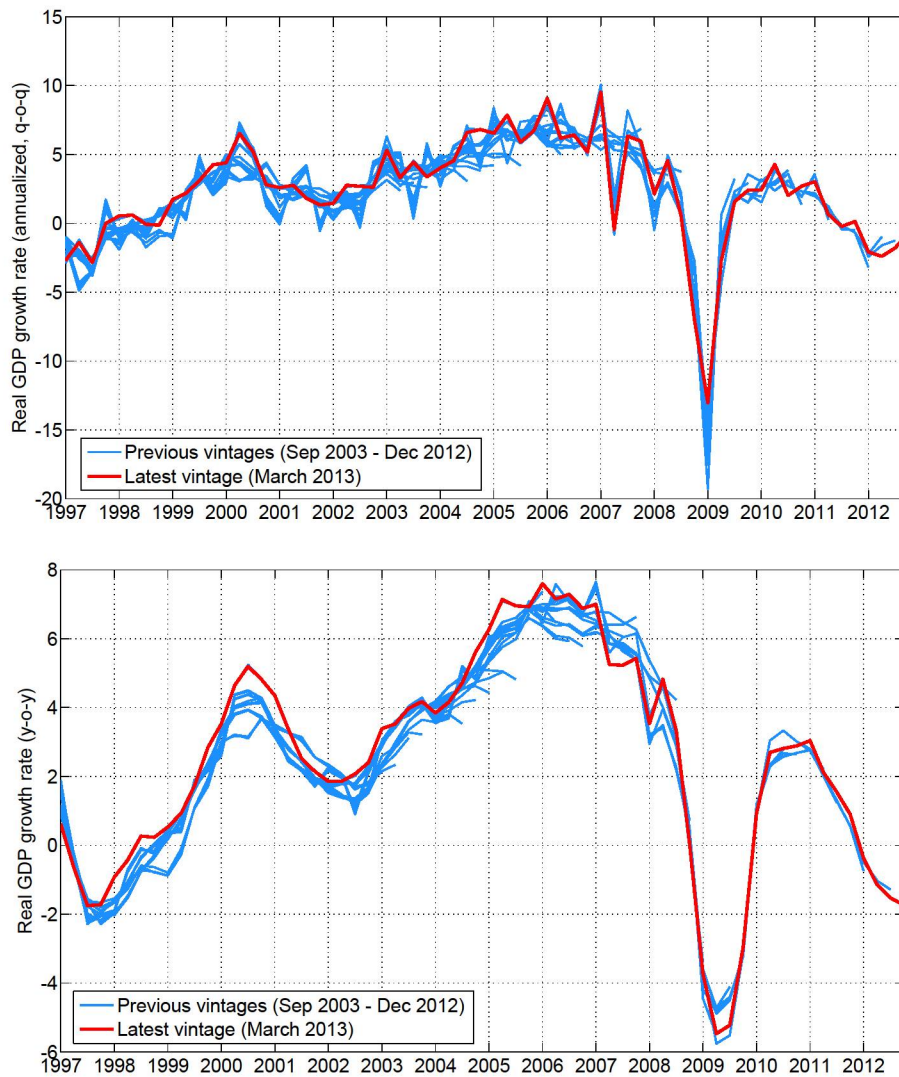 15
10
5
0
-5
-10
-15
-20
Real GDP growth rate (annualized, q-o-q)
Previous vintages (Sep 2003 - Dec 2012)
Latest vintage (March 2013)
1997 1998 1999 2000 2001 2002 2003 2004 2005 2006 2007 2008 2009 2010 2011 2012
8
6
4
2
0
-2
-4
-6
Real GDP growth rate (y-o-y)
Previous vintages (Sep 2003 - Dec 2012)
Latest vintage (March 2013)
1997 1998 1999 2000 2001 2002 2003 2004 2005 2006 2007 2008 2009 2010 2011 2012